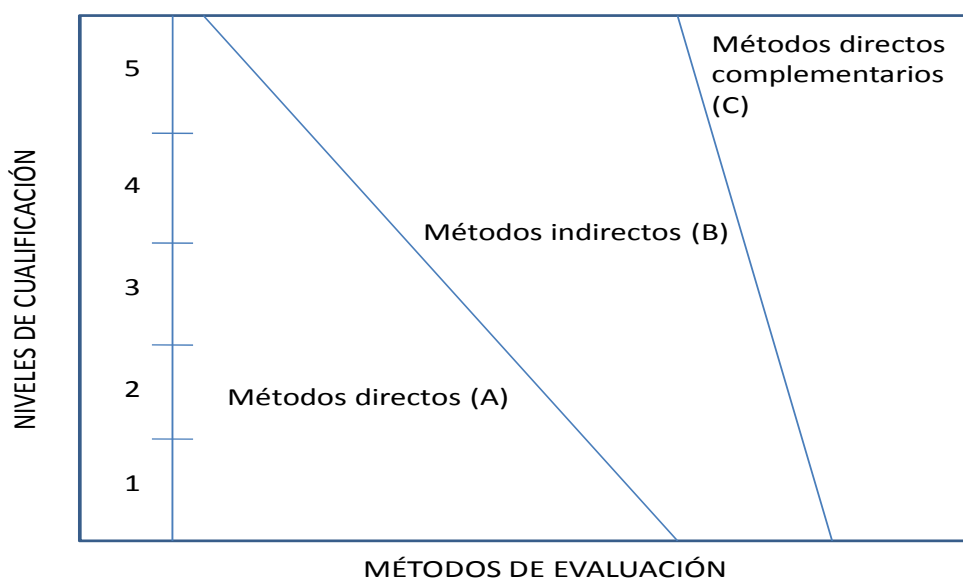 NIVELES DE CUALIFICACIÓN
5
4
3
2
1
Métodos directos
complementarios
(C)
Métodos indirectos (B)
Métodos directos (A)
MÉTODOS DE EVALUACIÓN